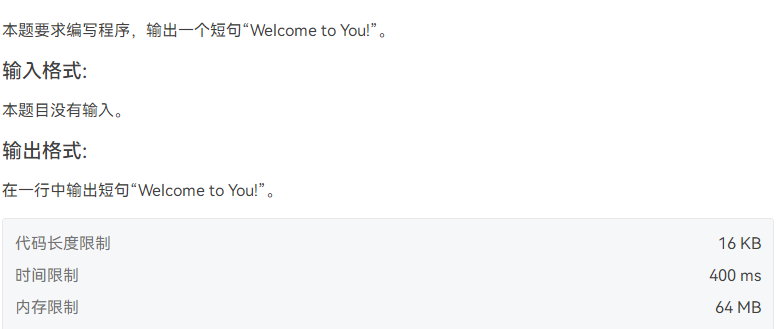 本题要求编写程序，输出一个短句“Welcome to You!”。
输入格式:
本题目没有输入。
输出格式:
在一行中输出短句“Welcome to You!”。
代码长度限制 16 KB
时间限制 400 ms
内存限制 64 MB